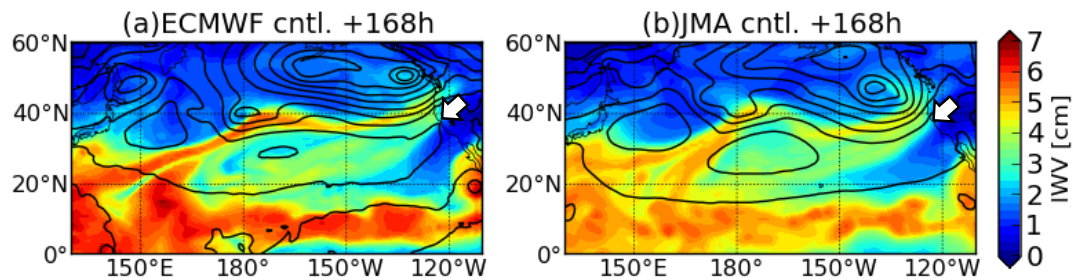 (a)ECMWF cntl. +168h
(b)JMA cntl. +168h
60°N
40°N
20°N
0°
150°E 180° 150°W 120°W
60°N
40°N
20°N
0°
150°E 180° 150°W 120°W
7
6
5
4
3
2
1
0
IWV [cm]